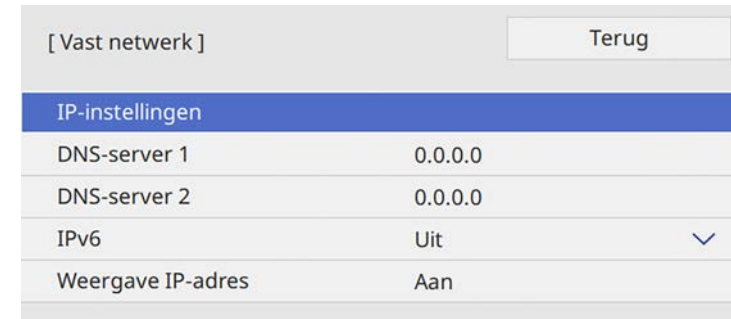 [ Vast netwerk ]
Terug
IP-instellingen
DNS-server 1 0.0.0.0
DNS-server 2 0.0.0.0
IPv6 Uit
Weergave IP-adres Aan